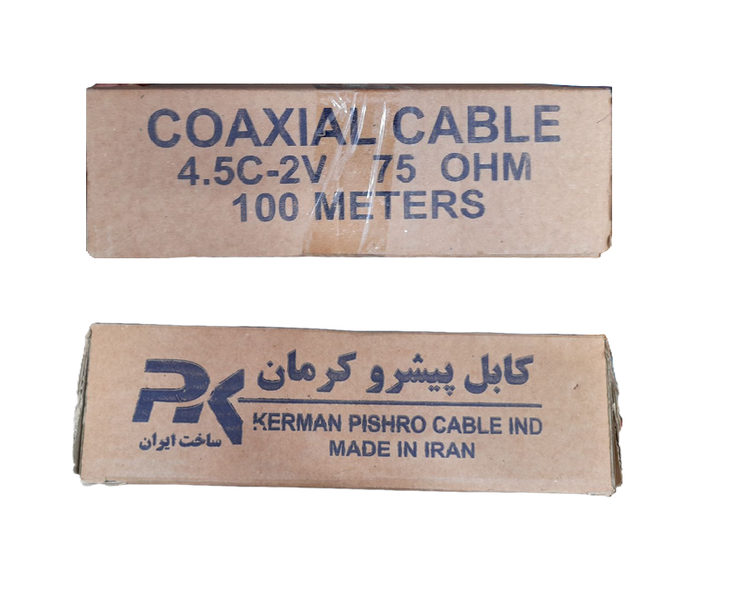 COAXIAL CABLE
4.5C-2V 75 OHM
100 METERS
کابل پیشرو کرمان
PK
KERMAN PISHRO CABLE IND
ساخت ایران
MADE IN IRAN